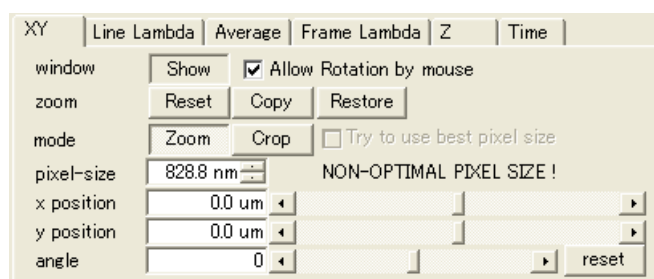 XY Line Lambda Average Frame Lambda Z Time
window Show Allow Rotation by mouse
zoom Reset Copy Restore
mode Zoom Crop Try to use best pixel size
pixel-size 828.8 nm NON-OPTIMAL PIXEL SIZE !
x position 0.0 um
y position 0.0 um
angle 0 reset